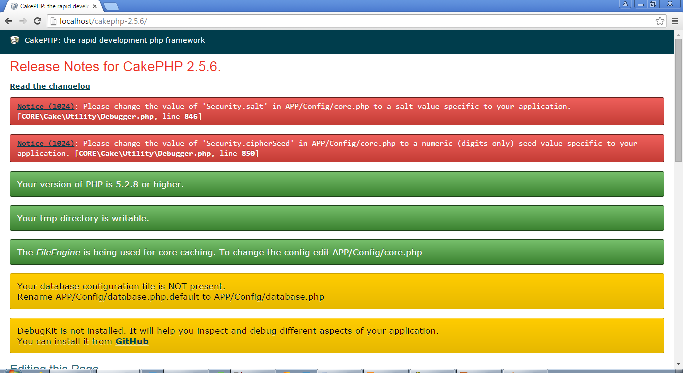 CakePHP: the rapid deve
localhost/cakephp-2.5.6/
CakePHP: the rapid development php framework
Release Notes for CakePHP 2.5.6.
Read the changelog
Notice (1024): Please change the value of 'Security.salt' in APP/Config/core.php to a salt value specific to your application.
[CORE\Cake\Utility\Debugger.php, line 846]
Notice (1024): Please change the value of 'Security.cipherSeed' in APP/Config/core.php to a numeric (digits only) seed value specific to your
application. [CORE\Cake\Utility\Debugger.php, line 850]
Your version of PHP is 5.2.8 or higher.
Your tmp directory is writable.
The FileEngine is being used for core caching. To change the config edit APP/Config/core.php
Your database configuration file is NOT present.
Rename APP/Config/database.php.default to APP/Config/database.php
DebugKit is not installed. It will help you inspect and debug different aspects of your application.
You can install it from GitHub
Editing this Page